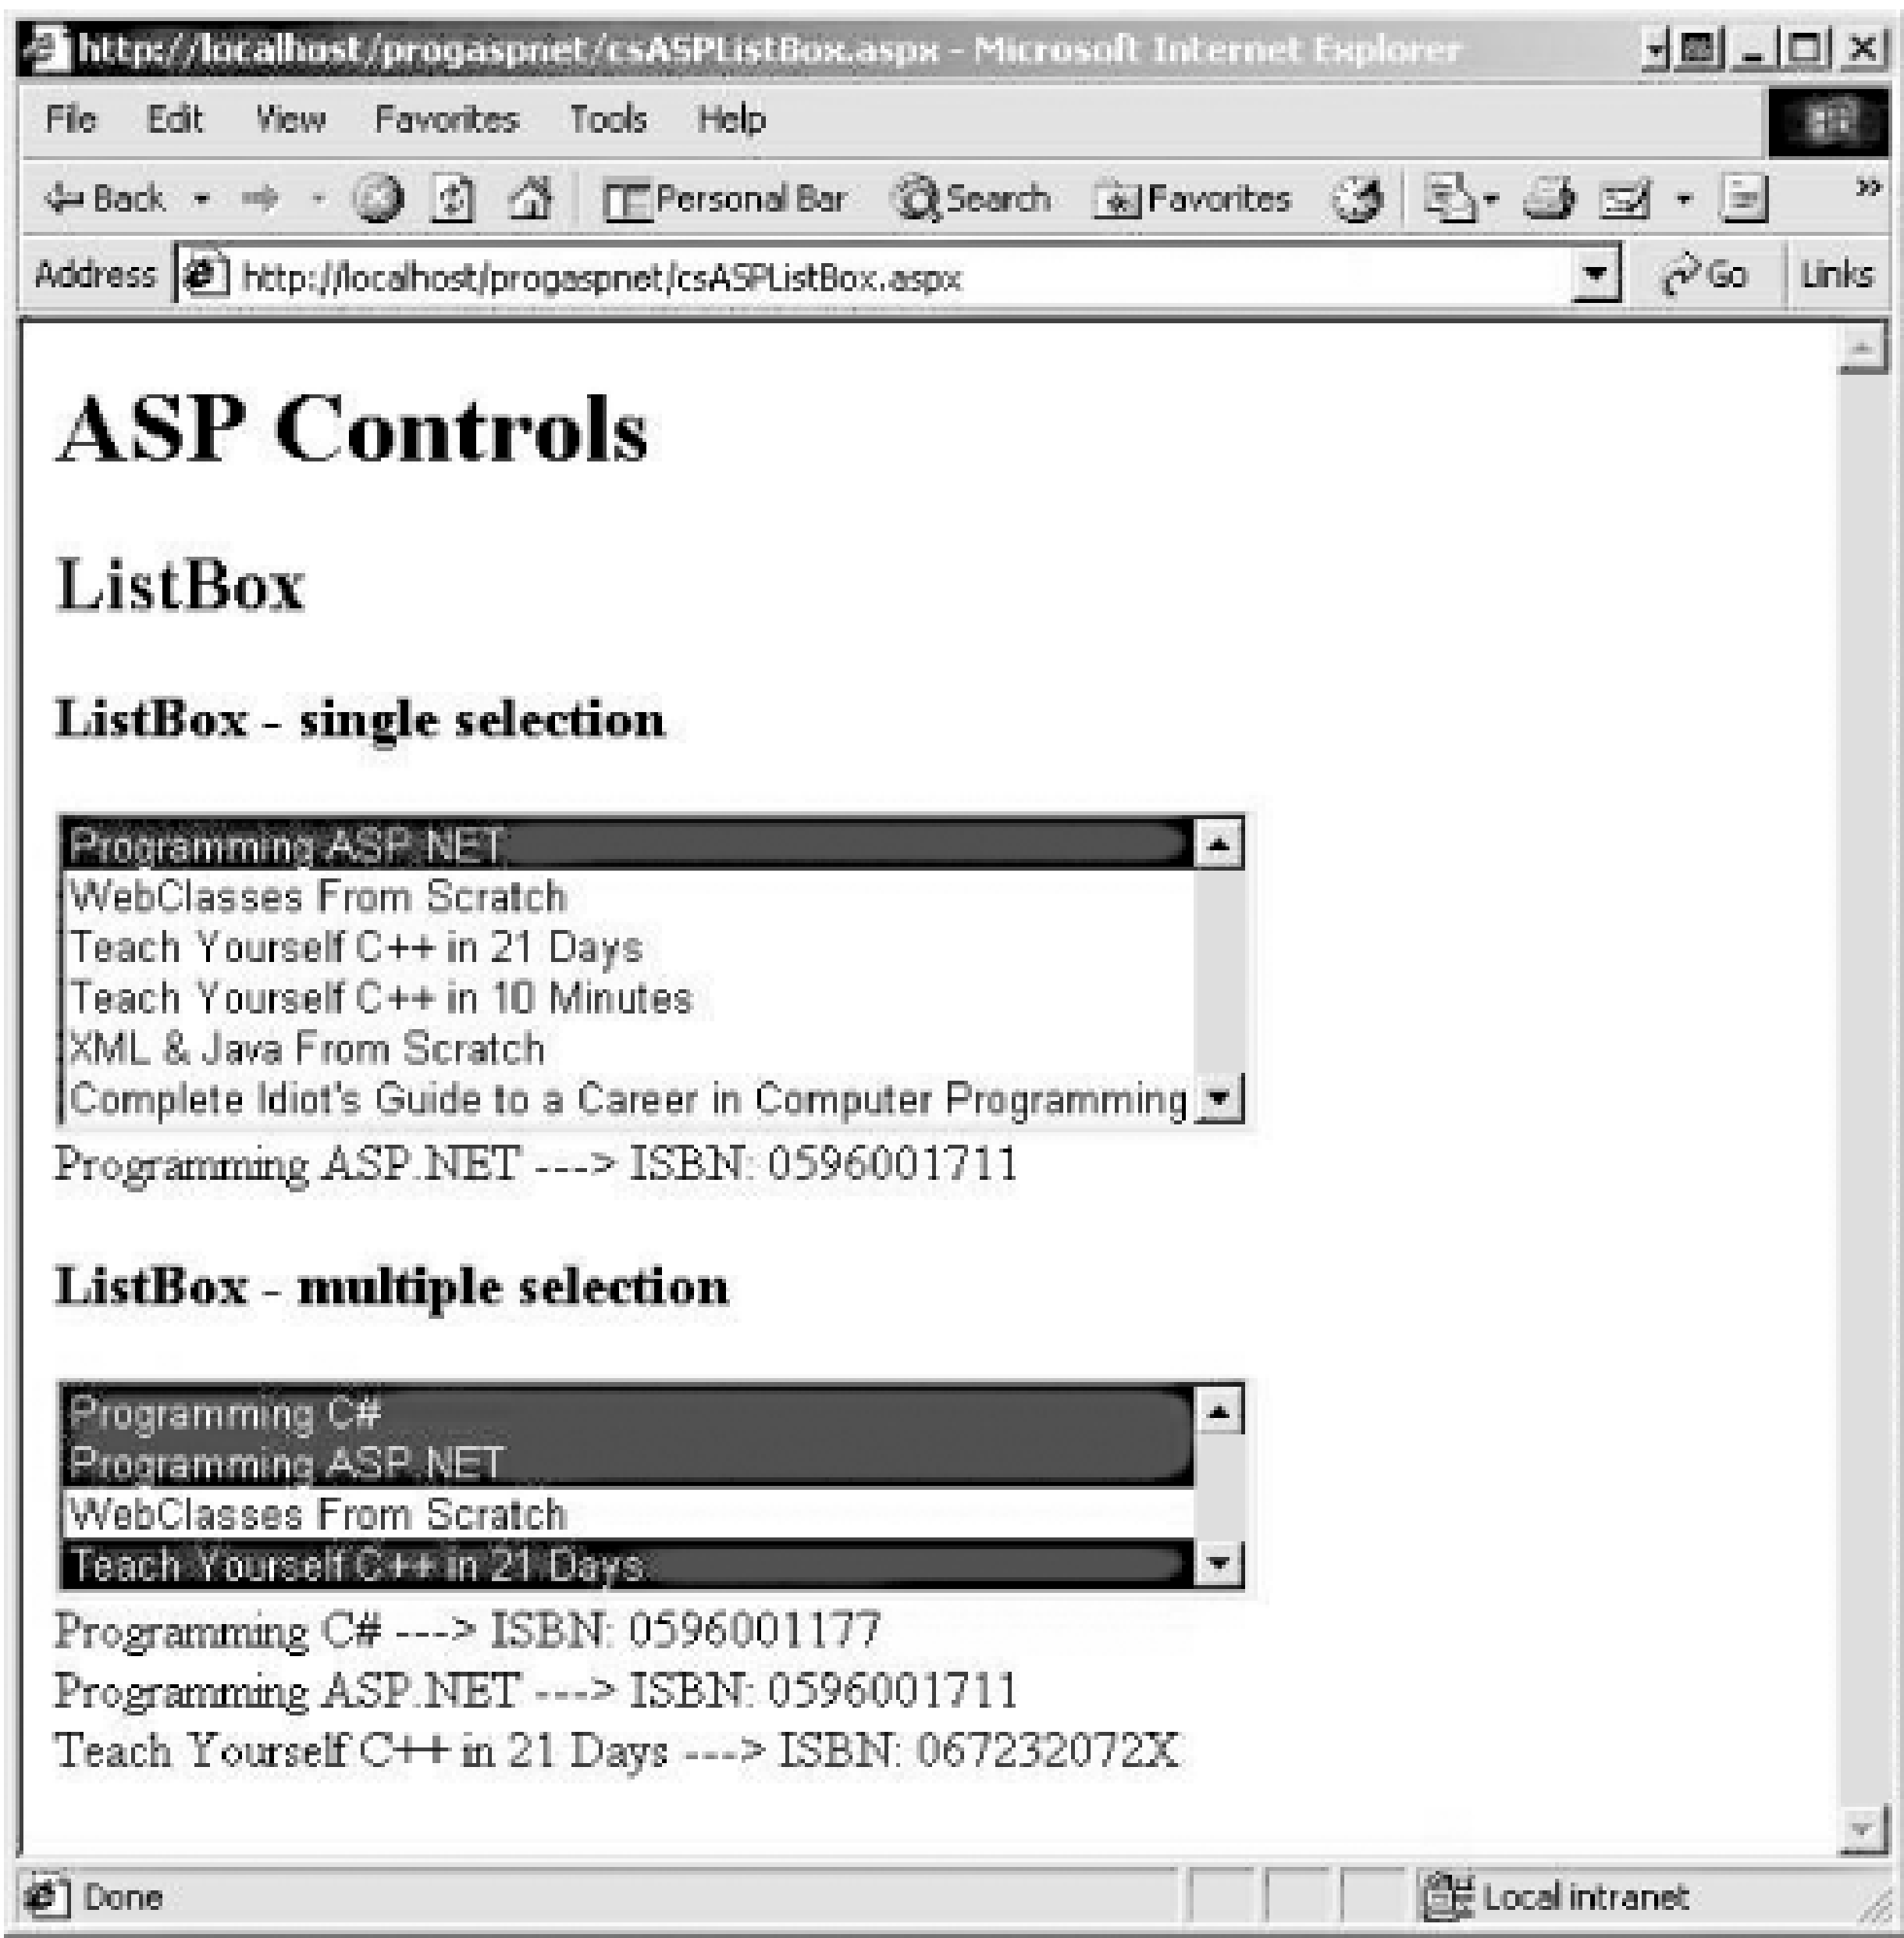 http://localhost/progaspnet/csASPListBox.aspx - Microsoft Internet Explorer
File Edit View Favorites Tools Help
Back Personal Bar Search Favorites »
Address http://localhost/progaspnet/csASPListBox.aspx Go Links
ASP Controls
ListBox
ListBox - single selection
Programming ASP.NET
WebClasses From Scratch
Teach Yourself C++ in 21 Days
Teach Yourself C++ in 10 Minutes
XML & Java From Scratch
Complete Idiot's Guide to a Career in Computer Programming
Programming ASP.NET ---> ISBN: 0596001711
ListBox - multiple selection
Programming C#
Programming ASP.NET
WebClasses From Scratch
Teach Yourself C++ in 21 Days
Programming C# ---> ISBN: 0596001177
Programming ASP.NET ---> ISBN: 0596001711
Teach Yourself C++ in 21 Days ---> ISBN: 067232072X
Done Local intranet